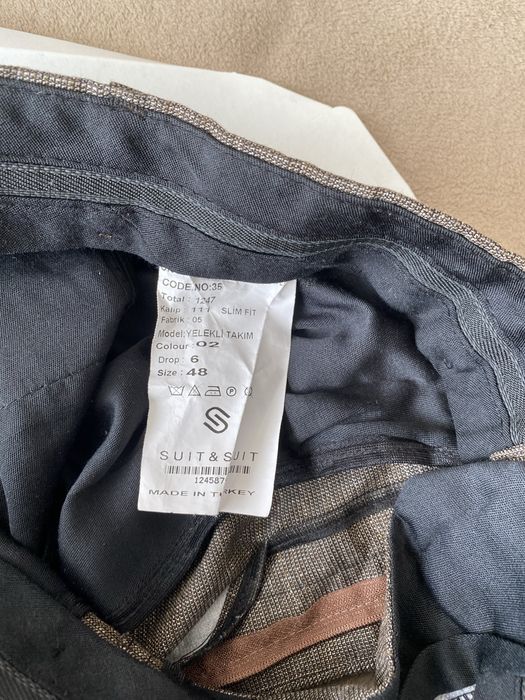 CODE.NO:35
Total : 1247
Kalıp : 111 SLIM FIT
Fabrik : 05
Model: YELEKLİ TAKIM
Colour: 02
Drop : 6
Size : 48
SUIT & SUIT
124587
MADE IN TRKEY